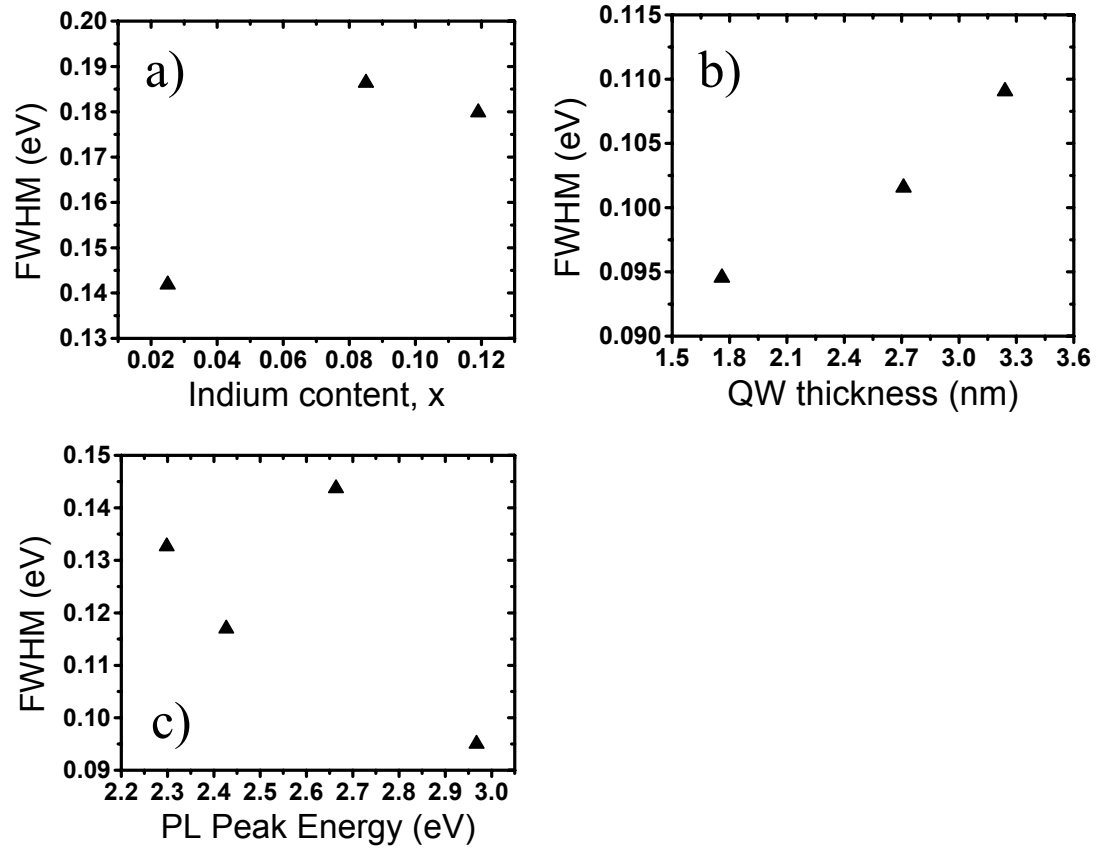 a)
FWHM (eV)
0.20
0.19
0.18
0.17
0.16
0.15
0.14
0.13
0.02 0.04 0.06 0.08 0.10 0.12
Indium content, x
b)
FWHM (eV)
0.115
0.110
0.105
0.100
0.095
0.090
1.5 1.8 2.1 2.4 2.7 3.0 3.3 3.6
QW thickness (nm)
c)
FWHM (eV)
0.15
0.14
0.13
0.12
0.11
0.10
0.09
2.2 2.3 2.4 2.5 2.6 2.7 2.8 2.9 3.0
PL Peak Energy (eV)